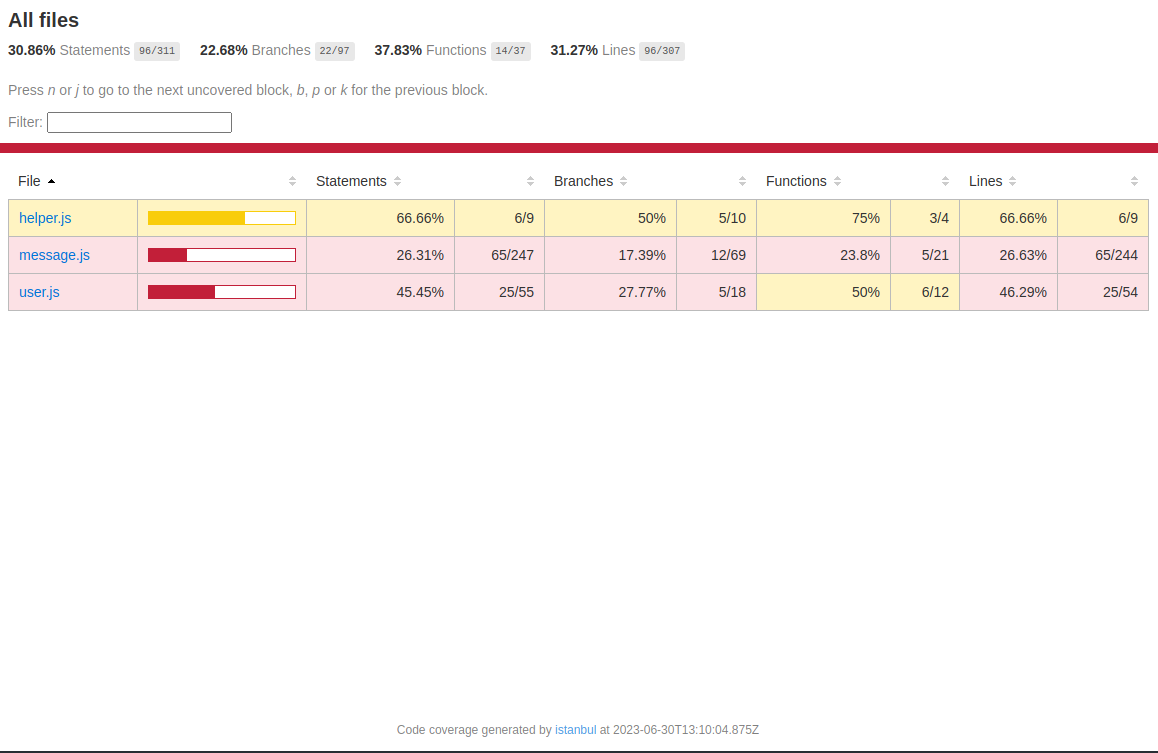 All files
30.86% Statements 96/311 22.68% Branches 22/97 37.83% Functions 14/37 31.27% Lines 96/307
Press n or j to go to the next uncovered block, b, p or k for the previous block.
Filter:
File Statements Branches Functions Lines
helper.js 66.66% 6/9 50% 5/10 75% 3/4 66.66% 6/9
message.js 26.31% 65/247 17.39% 12/69 23.8% 5/21 26.63% 65/244
user.js 45.45% 25/55 27.77% 5/18 50% 6/12 46.29% 25/54
Code coverage generated by istanbul at 2023-06-30T13:10:04.875Z